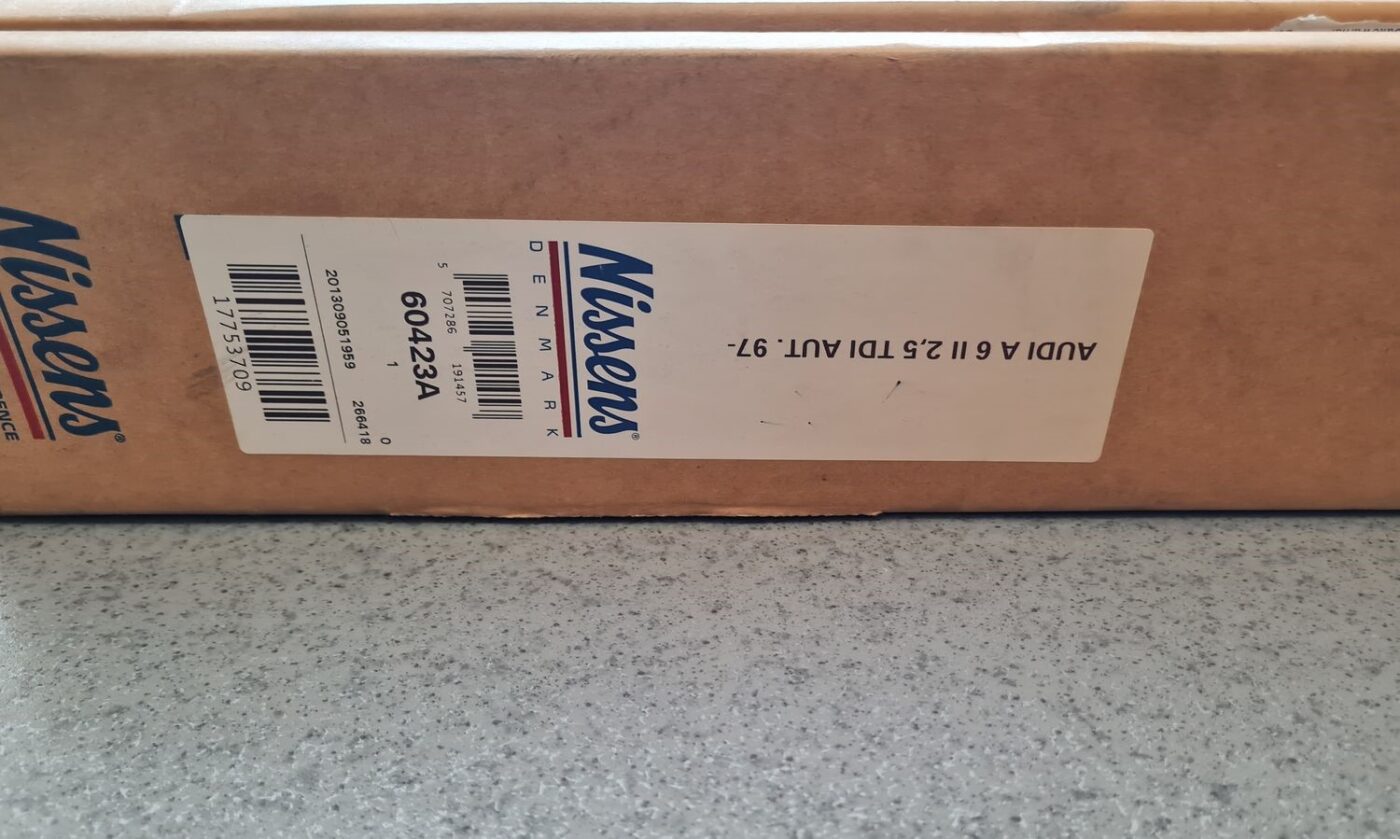 Nissens®
ENCE
Nissens®
DENMARK
5 707286 191457
60423A
1
0
201309051959 266418
17753709
AUDI A 6 II 2,5 TDI AUT. 97-